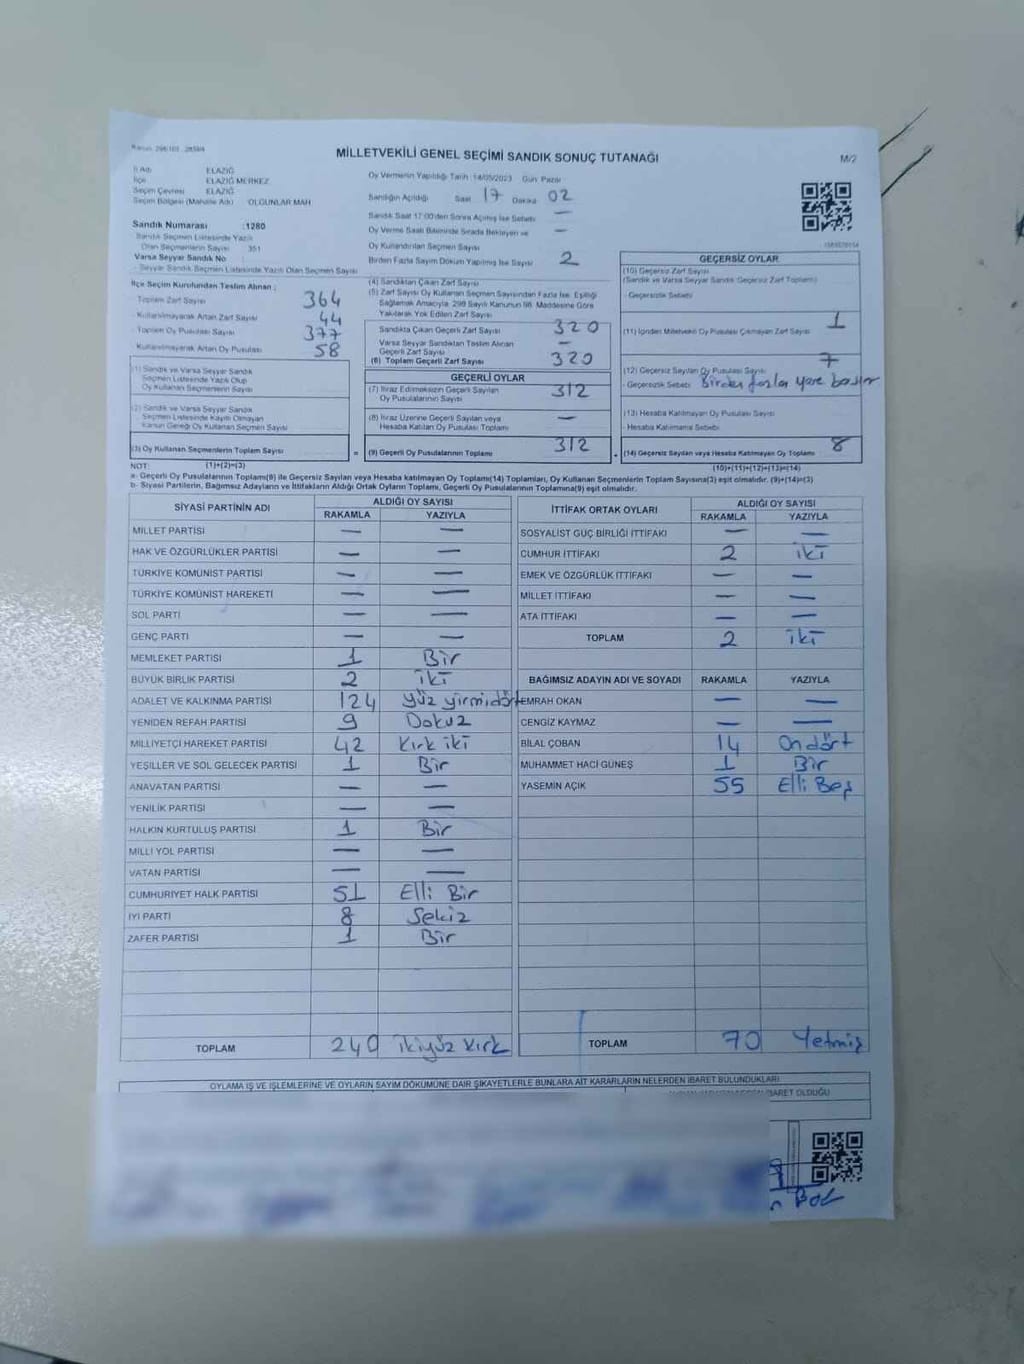 MİLLETVEKİLİ GENEL SEÇİMİ SANDIK SONUÇ TUTANAĞI
M/2
İl Adı ELAZIĞ
İlçe ELAZIĞ MERKEZ
Seçim Çevresi ELAZIĞ
Seçim Bölgesi (Mahalle Adı) OLGUNLAR MAH
Sandık Numarası :1280
Sandık Seçmen Listesinde Yazılı
Olan Seçmenlerin Sayısı 351
Varsa Seyyar Sandık No
- Seyyar Sandık Seçmen Listesinde Yazılı Olan Seçmen Sayısı
İlçe Seçim Kurulundan Teslim Alınan ;
Toplam Zarf Sayısı 364
Kullanılmayarak Artan Zarf Sayısı 44
Toplam Oy Pusulası Sayısı 377
Kullanılmayarak Artan Oy Pusulası 58
Oy Vermenin Yapıldığı Tarih :14/05/2023 Gün Pazar
Sandığın Açıldığı Saat 17 Dakika 02
Sandık Saat 17:00'den Sonra Açılmış İse Sebebi —
Oy Verme Saati Bitiminde Sırada Bekleyen ve
Oy Kullandırılan Seçmen Sayısı —
Birden Fazla Sayım Döküm Yapılmış İse Sayısı 2
(4) Sandıktan Çıkan Zarf Sayısı
(5) Zarf Sayısı Oy Kullanan Seçmen Sayısından Fazla İse, Eşitliği
Sağlamak Amacıyla, 298 Sayılı Kanunun 98. Maddesine Göre
Yakılarak Yok Edilen Zarf Sayısı
Sandıkta Çıkan Geçerli Zarf Sayısı 320
Varsa Seyyar Sandıktan Teslim Alınan
Geçerli Zarf Sayısı —
(6) Toplam Geçerli Zarf Sayısı 320
GEÇERLİ OYLAR
(7) İtiraz Edilmeksizin Geçerli Sayılan
Oy Pusulalarının Sayısı 312
(8) İtiraz Üzerine Geçerli Sayılan veya
Hesaba Katılan Oy Pusulası Toplamı —
(9) Geçerli Oy Pusulalarının Toplamı 312
GEÇERSİZ OYLAR
(10) Geçersiz Zarf Sayısı
(Sandık ve Varsa Seyyar Sandık Geçersiz Zarf Toplamı)
- Geçersizlik Sebebi
(11) İçinden Milletvekili Oy Pusulası Çıkmayan Zarf Sayısı 1
(12) Geçersiz Sayılan Oy Pusulası Sayısı 7
- Geçersizlik Sebebi Birden fazla yere
(13) Hesaba Katılmayan Oy Pusulası Sayısı
- Hesaba Katılmama Sebebi
(14) Geçersiz Sayılan veya Hesaba Katılmayan Oy Toplamı 8
(1) Sandık ve Varsa Seyyar Sandık
Seçmen Listesinde Yazılı Olup
Oy Kullanan Seçmenlerin Sayısı
(2) Sandık ve Varsa Seyyar Sandık
Seçmen Listesinde Kayıtlı Olmayan
Kanun Gereği Oy Kullanan Seçmen Sayısı
(3) Oy Kullanan Seçmenlerin Toplam Sayısı
NOT: (1)+(2)=(3)
(10)+(11)+(12)+(13)=(14)
a- Geçerli Oy Pusulalarının Toplamı(9) ile Geçersiz Sayılan veya Hesaba katılmayan Oy Toplamı(14) Toplamları, Oy Kullanan Seçmenlerin Toplam Sayısına(3) eşit olmalıdır. (9)+(14)=(3)
b- Siyasi Partilerin, Bağımsız Adayların ve İttifakların Aldığı Ortak Oyların Toplamı, Geçerli Oy Pusulalarının Toplamına(9) eşit olmalıdır.
SİYASİ PARTİNİN ADI ALDIĞI OY SAYISI
RAKAMLA YAZIYLA
MİLLET PARTİSİ — —
HAK VE ÖZGÜRLÜKLER PARTİSİ — —
TÜRKİYE KOMÜNİST PARTİSİ — —
TÜRKİYE KOMÜNİST HAREKETİ — —
SOL PARTİ — —
GENÇ PARTİ — —
MEMLEKET PARTİSİ 1 Bir
BÜYÜK BİRLİK PARTİSİ 2 iki
ADALET VE KALKINMA PARTİSİ 124 yüz yirmidört
YENİDEN REFAH PARTİSİ 9 Dokuz
MİLLİYETÇİ HAREKET PARTİSİ 42 Kırk iki
YEŞİLLER VE SOL GELECEK PARTİSİ 1 Bir
ANAVATAN PARTİSİ — —
YENİLİK PARTİSİ — —
HALKIN KURTULUŞ PARTİSİ 1 Bir
MİLLİ YOL PARTİSİ — —
VATAN PARTİSİ — —
CUMHURİYET HALK PARTİSİ 51 Elli Bir
İYİ PARTİ 8 Sekiz
ZAFER PARTİSİ 1 Bir
TOPLAM 240 ikiyüz kırk
İTTİFAK ORTAK OYLARI ALDIĞI OY SAYISI
RAKAMLA YAZIYLA
SOSYALİST GÜÇ BİRLİĞİ İTTİFAKI — —
CUMHUR İTTİFAKI 2 iki
EMEK VE ÖZGÜRLÜK İTTİFAKI — —
MİLLET İTTİFAKI — —
ATA İTTİFAKI — —
TOPLAM 2 iki
BAĞIMSIZ ADAYIN ADI VE SOYADI RAKAMLA YAZIYLA
EMRAH OKAN — —
CENGİZ KAYMAZ — —
BİLAL ÇOBAN 14 Ondört
MUHAMMET HACİ GÜNEŞ 1 Bir
YASEMİN AÇIK 55 Elli Beş
TOPLAM 70 Yetmiş
OYLAMA İŞ VE İŞLEMLERİNE VE OYLARIN SAYIM DÖKÜMÜNE DAİR ŞİKAYETLERLE BUNLARA AİT KARARLARIN NELERDEN İBARET BULUNDUKLARI
İBARET OLDUĞU